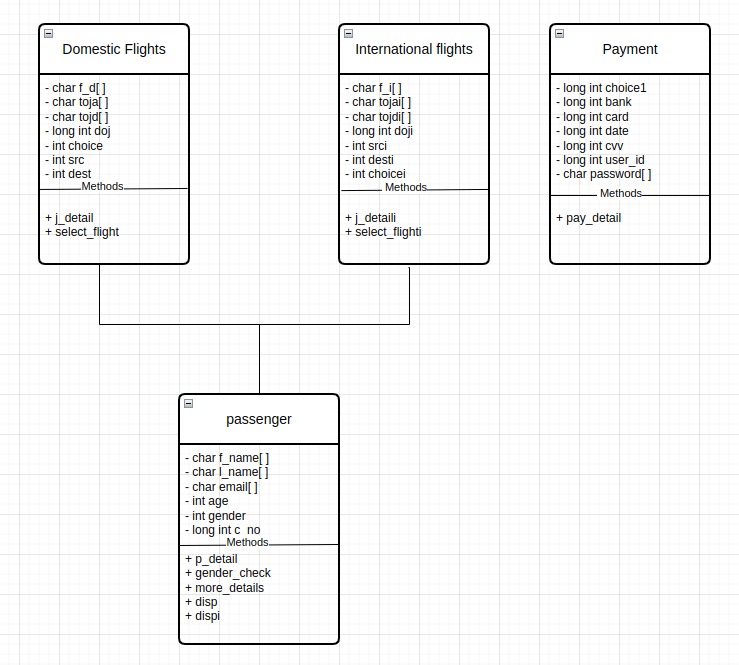 Domestic Flights
- char f_d[ ]
- char toja[ ]
- char tojd[ ]
- long int doj
- int choice
- int src
- int dest
Methods
+ j_detail
+ select_flight
International flights
- char f_i[ ]
- char tojai[ ]
- char tojdi[ ]
- long int doji
- int srci
- int desti
- int choicei
Methods
+ j_detaili
+ select_flighti
Payment
- long int choice1
- long int bank
- long int card
- long int date
- long int cvv
- long int user_id
- char password[ ]
Methods
+ pay_detail
passenger
- char f_name[ ]
- char l_name[ ]
- char email[ ]
- int age
- int gender
- long int c_no
Methods
+ p_detail
+ gender_check
+ more_details
+ disp
+ dispi